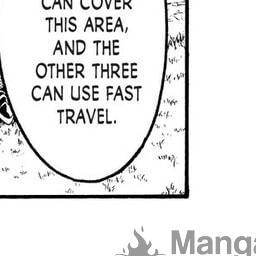 CAN COVER
THIS AREA,
AND THE
OTHER THREE
CAN USE FAST
TRAVEL.
Manga